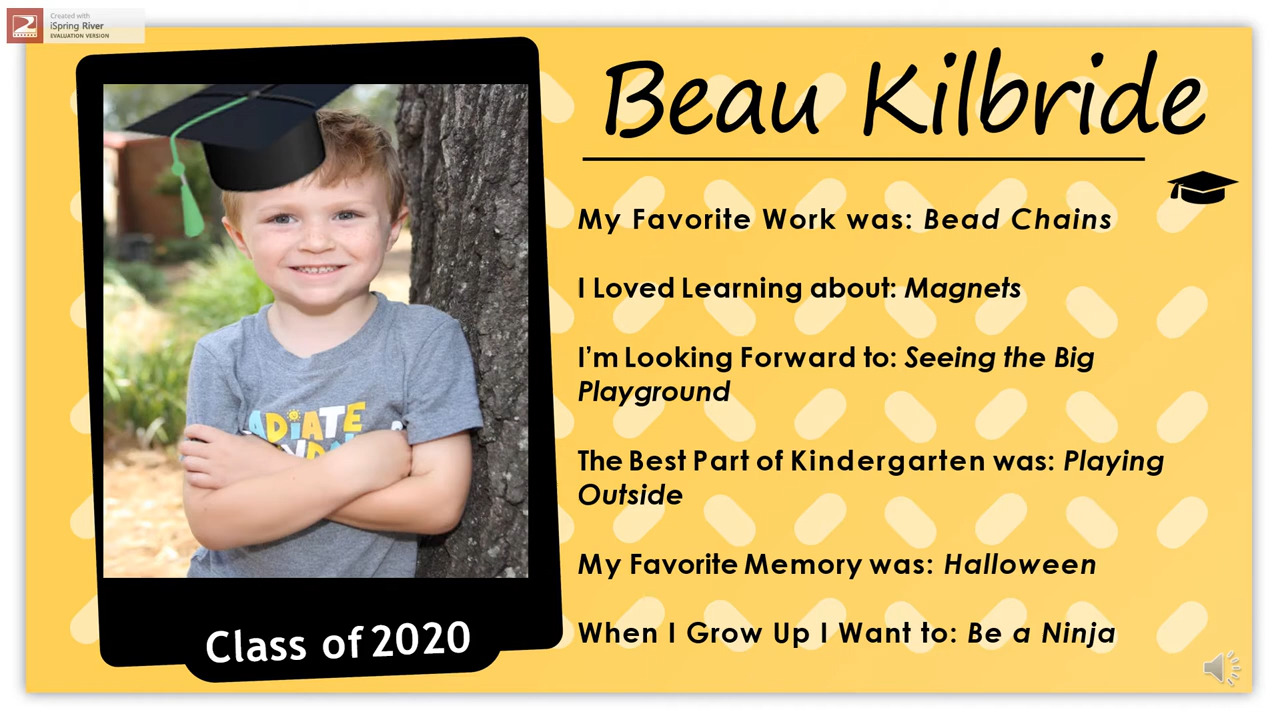 Created with
iSpring River
EVALUATION VERSION
Beau Kilbride
My Favorite Work was: Bead Chains
I Loved Learning about: Magnets
I'm Looking Forward to: Seeing the Big
Playground
The Best Part of Kindergarten was: Playing
Outside
My Favorite Memory was: Halloween
When I Grow Up I Want to: Be a Ninja
ADiATE
Class of 2020